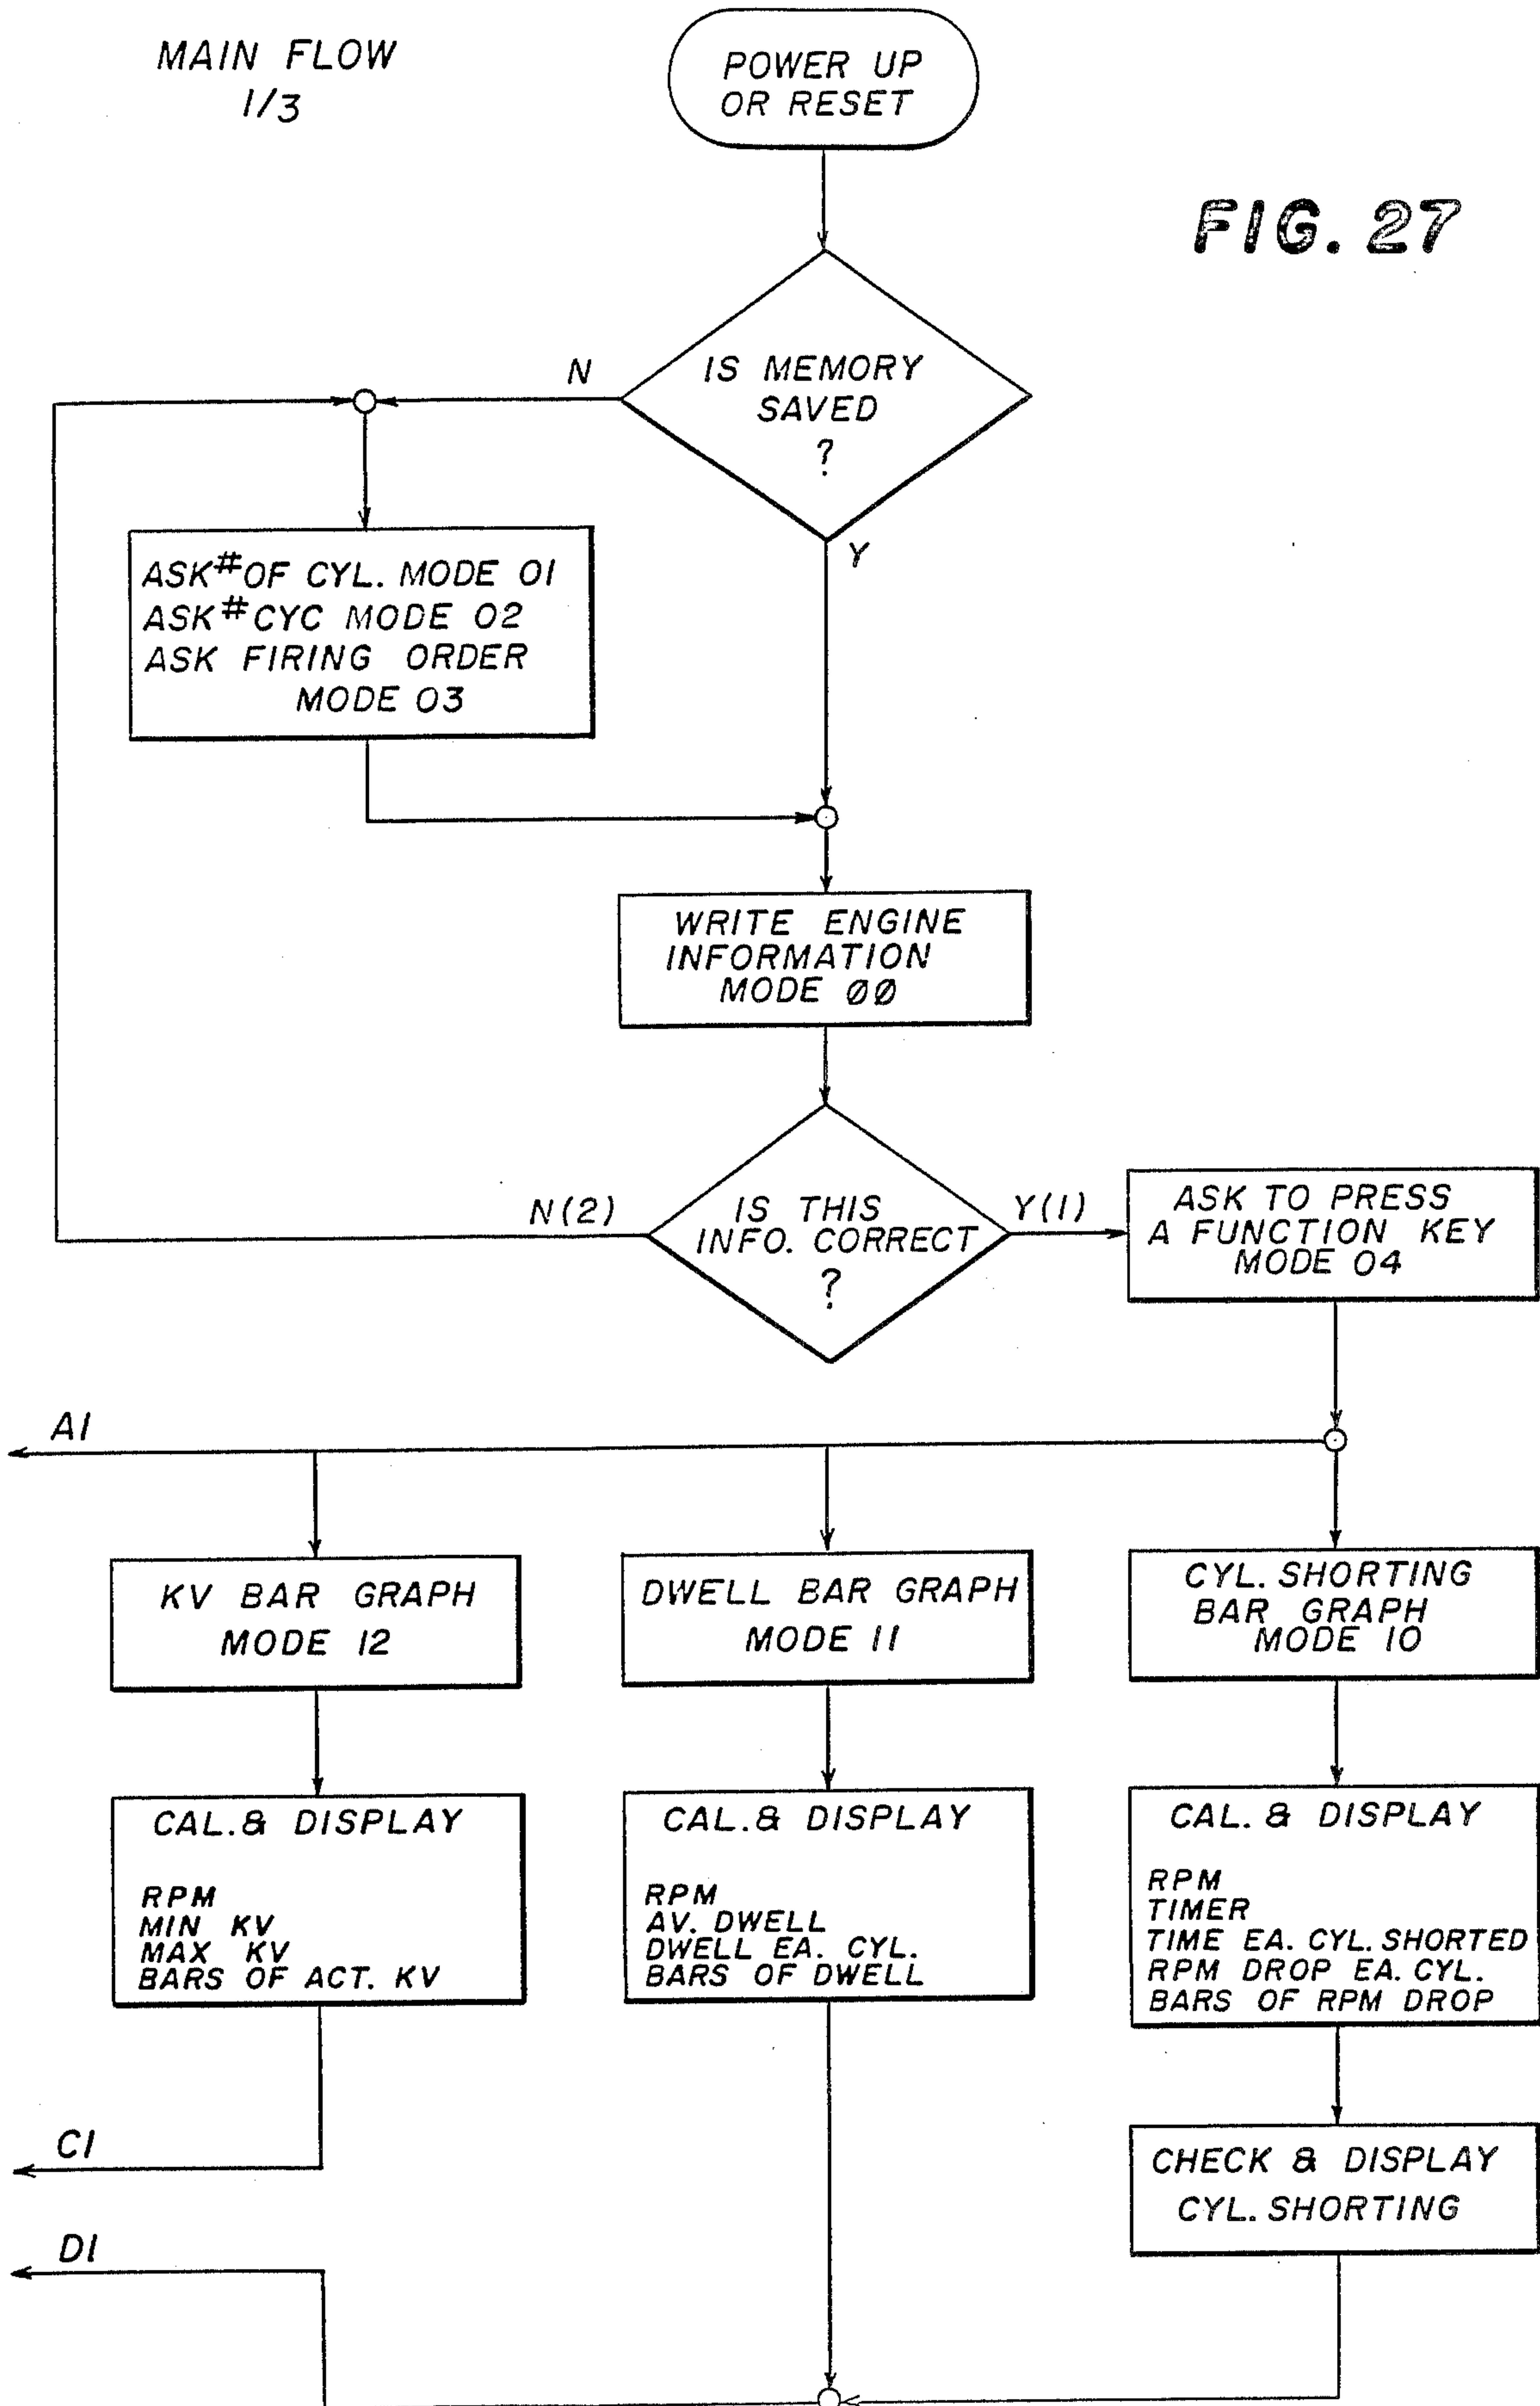 MAIN FLOW
1/3
POWER UP
OR RESET
FIG. 27
IS MEMORY
SAVED
?
N
Y
ASK # OF CYL. MODE 01
ASK # CYC MODE 02
ASK FIRING ORDER
MODE 03
WRITE ENGINE
INFORMATION
MODE ØØ
IS THIS
INFO. CORRECT
?
N(2)
Y(1)
ASK TO PRESS
A FUNCTION KEY
MODE 04
A1
KV BAR GRAPH
MODE 12
DWELL BAR GRAPH
MODE 11
CYL. SHORTING
BAR GRAPH
MODE 10
CAL. & DISPLAY
RPM
MIN KV
MAX KV
BARS OF ACT. KV
CAL. & DISPLAY
RPM
AV. DWELL
DWELL EA. CYL.
BARS OF DWELL
CAL. & DISPLAY
RPM
TIMER
TIME EA. CYL. SHORTED
RPM DROP EA. CYL.
BARS OF RPM DROP
C1
CHECK & DISPLAY
CYL. SHORTING
D1